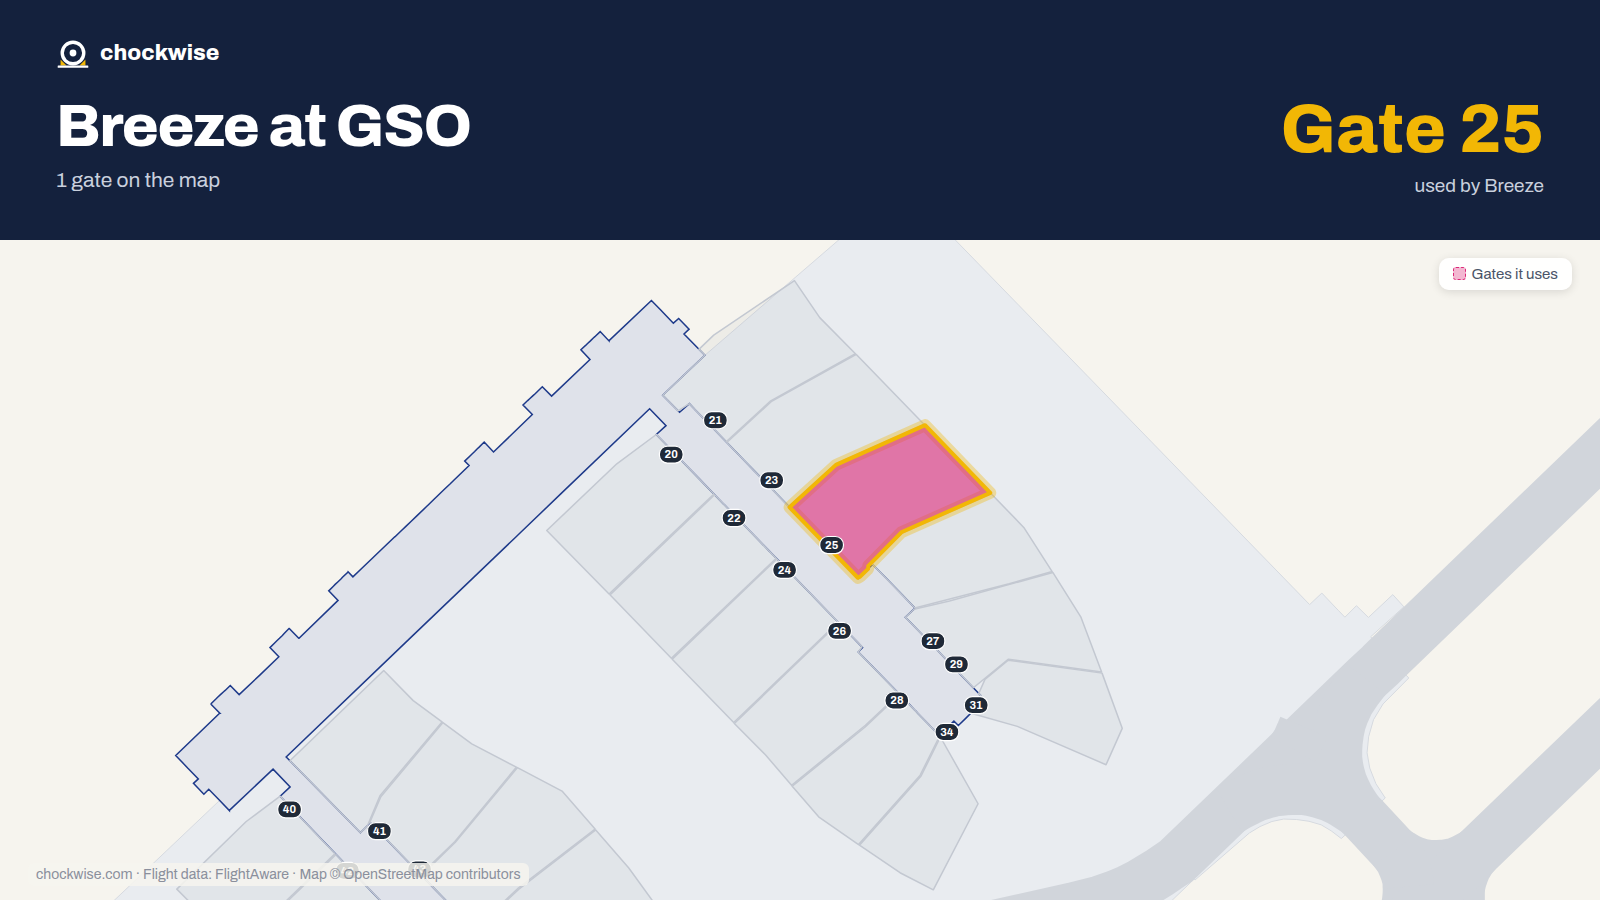 chockwise
Breeze at GSO
1 gate on the map
Gate 25
used by Breeze
Gates it uses
21
20
23
22
25
24
26
27
29
28
31
34
40
41
chockwise.com · Flight data: FlightAware · Map © OpenStreetMap contributors